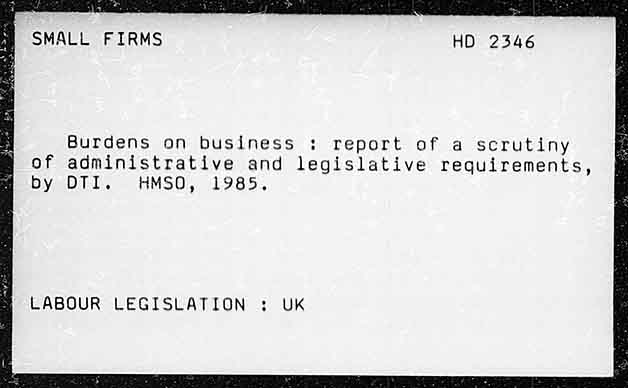 SMALL FIRMS HD 2346
Burdens on business : report of a scrutiny
of administrative and legislative requirements,
by DTI. HMSO, 1985.
LABOUR LEGISLATION : UK